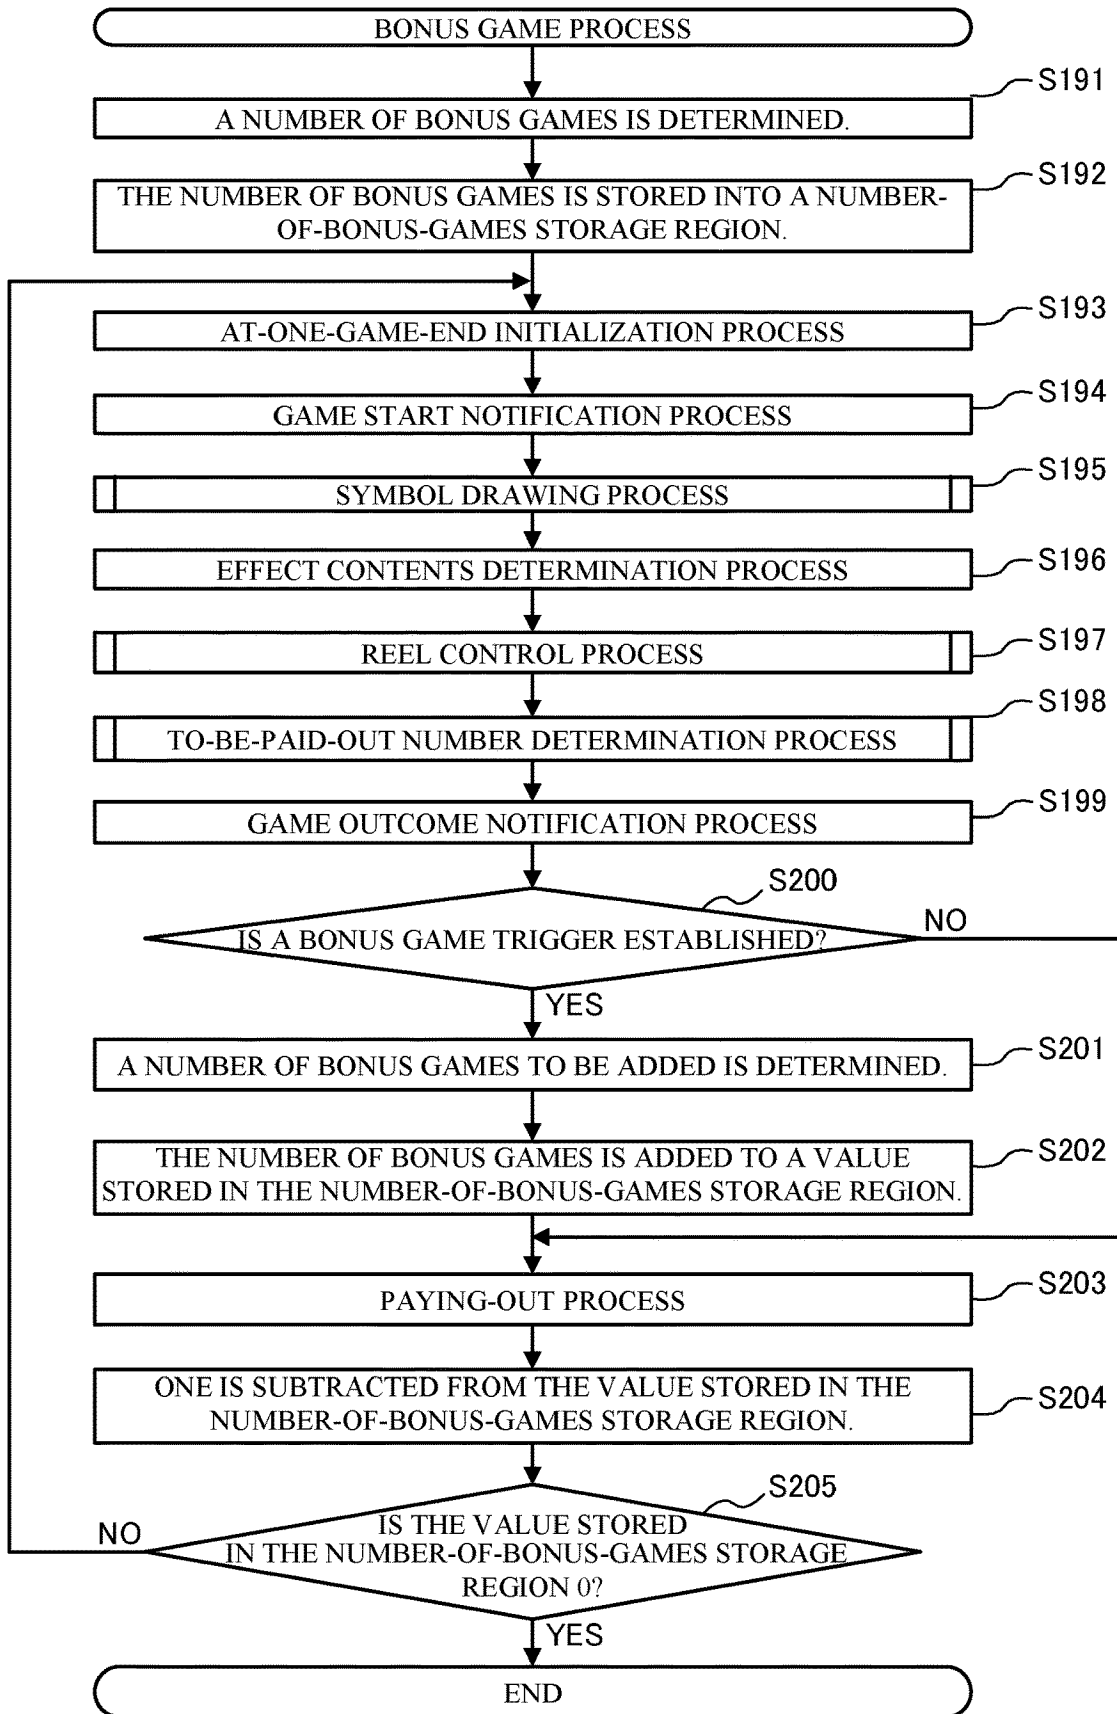 BONUS GAME PROCESS
S191
A NUMBER OF BONUS GAMES IS DETERMINED.
S192
THE NUMBER OF BONUS GAMES IS STORED INTO A NUMBER-
OF-BONUS-GAMES STORAGE REGION.
S193
AT-ONE-GAME-END INITIALIZATION PROCESS
S194
GAME START NOTIFICATION PROCESS
S195
SYMBOL DRAWING PROCESS
S196
EFFECT CONTENTS DETERMINATION PROCESS
S197
REEL CONTROL PROCESS
S198
TO-BE-PAID-OUT NUMBER DETERMINATION PROCESS
S199
GAME OUTCOME NOTIFICATION PROCESS
S200
IS A BONUS GAME TRIGGER ESTABLISHED?
NO
YES
S201
A NUMBER OF BONUS GAMES TO BE ADDED IS DETERMINED.
S202
THE NUMBER OF BONUS GAMES IS ADDED TO A VALUE
STORED IN THE NUMBER-OF-BONUS-GAMES STORAGE REGION.
S203
PAYING-OUT PROCESS
S204
ONE IS SUBTRACTED FROM THE VALUE STORED IN THE
NUMBER-OF-BONUS-GAMES STORAGE REGION.
S205
NO
IS THE VALUE STORED
IN THE NUMBER-OF-BONUS-GAMES STORAGE
REGION 0?
YES
END